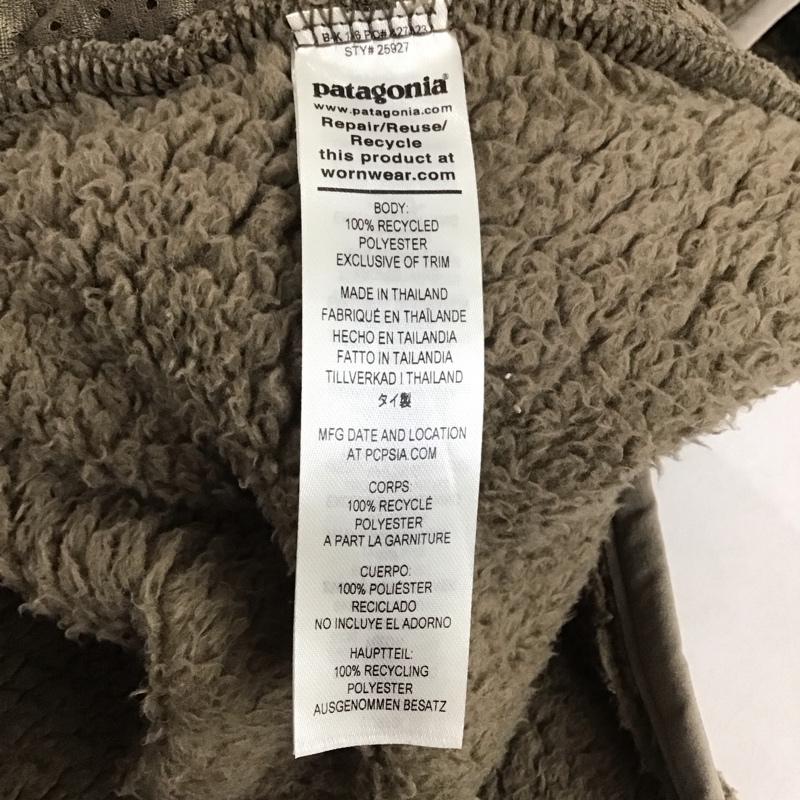 STY# 25927
patagonia®
www.patagonia.com
Repair/Reuse/
Recycle
this product at
wornwear.com
BODY:
100% RECYCLED
POLYESTER
EXCLUSIVE OF TRIM
MADE IN THAILAND
FABRIQUÉ EN THAÏLANDE
HECHO EN TAILANDIA
FATTO IN TAILANDIA
TILLVERKAD I THAILAND
タイ製
MFG DATE AND LOCATION
AT PCPSIA.COM
CORPS:
100% RECYCLÉ
POLYESTER
A PART LA GARNITURE
CUERPO:
100% POLIÉSTER
RECICLADO
NO INCLUYE EL ADORNO
HAUPTTEIL:
100% RECYCLING
POLYESTER
AUSGENOMMEN BESATZ